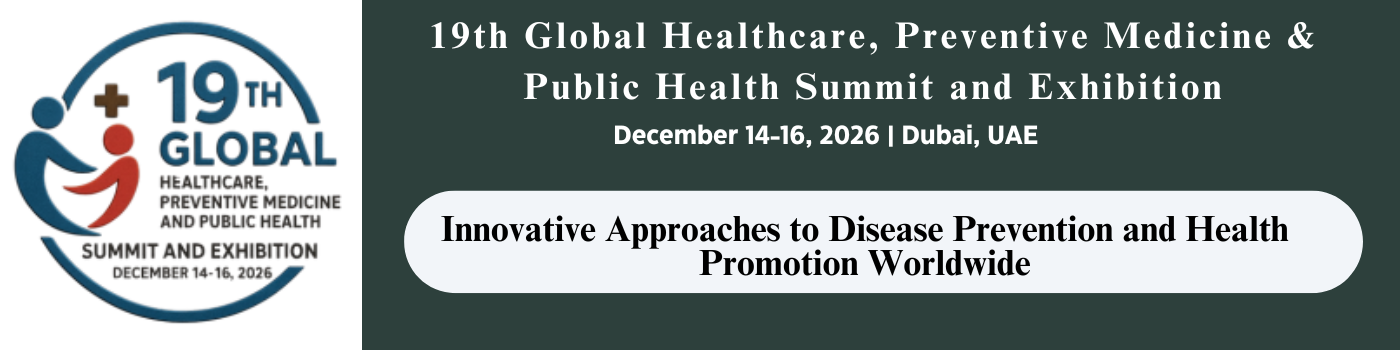 19TH
GLOBAL
HEALTHCARE,
PREVENTIVE MEDICINE
AND PUBLIC HEALTH
SUMMIT AND EXHIBITION
DECEMBER 14-16, 2026
19th Global Healthcare, Preventive Medicine &
Public Health Summit and Exhibition
December 14-16, 2026 | Dubai, UAE
Innovative Approaches to Disease Prevention and Health
Promotion Worldwide